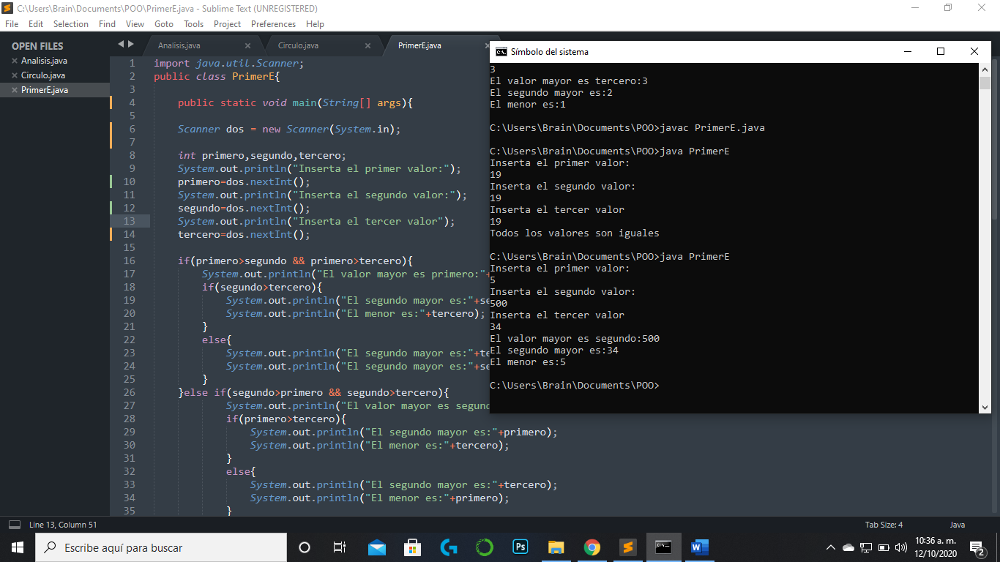 C:\Users\Brain\Documents\POO\PrimerE.java - Sublime Text (UNREGISTERED)
File Edit Selection Find View Goto Tools Project Preferences Help
OPEN FILES
Analisis.java
Circulo.java
PrimerE.java
Analisis.java Circulo.java PrimerE.java
1 import java.util.Scanner;
2 public class PrimerE{
3
4 public static void main(String[] args){
5
6 Scanner dos = new Scanner(System.in);
7
8 int primero,segundo,tercero;
9 System.out.println("Inserta el primer valor:");
10 primero=dos.nextInt();
11 System.out.println("Inserta el segundo valor:");
12 segundo=dos.nextInt();
13 System.out.println("Inserta el tercer valor");
14 tercero=dos.nextInt();
15
16 if(primero>segundo && primero>tercero){
17 System.out.println("El valor mayor es primero:"+
18 if(segundo>tercero){
19 System.out.println("El segundo mayor es:"+se
20 System.out.println("El menor es:"+tercero);
21 }
22 else{
23 System.out.println("El segundo mayor es:"+te
24 System.out.println("El segundo mayor es:"+se
25 }
26 }else if(segundo>primero && segundo>tercero){
27 System.out.println("El valor mayor es segund
28 if(primero>tercero){
29 System.out.println("El segundo mayor es:"+primero);
30 System.out.println("El menor es:"+tercero);
31 }
32 else{
33 System.out.println("El segundo mayor es:"+tercero);
34 System.out.println("El menor es:"+primero);
35 }
Símbolo del sistema
3
El valor mayor es tercero:3
El segundo mayor es:2
El menor es:1
C:\Users\Brain\Documents\POO>javac PrimerE.java
C:\Users\Brain\Documents\POO>java PrimerE
Inserta el primer valor:
19
Inserta el segundo valor:
19
Inserta el tercer valor
19
Todos los valores son iguales
C:\Users\Brain\Documents\POO>java PrimerE
Inserta el primer valor:
5
Inserta el segundo valor:
500
Inserta el tercer valor
34
El valor mayor es segundo:500
El segundo mayor es:34
El menor es:5
C:\Users\Brain\Documents\POO>
Line 13, Column 51
Tab Size: 4
Java
Escribe aquí para buscar
Ps
W
10:36 a. m.
12/10/2020
2